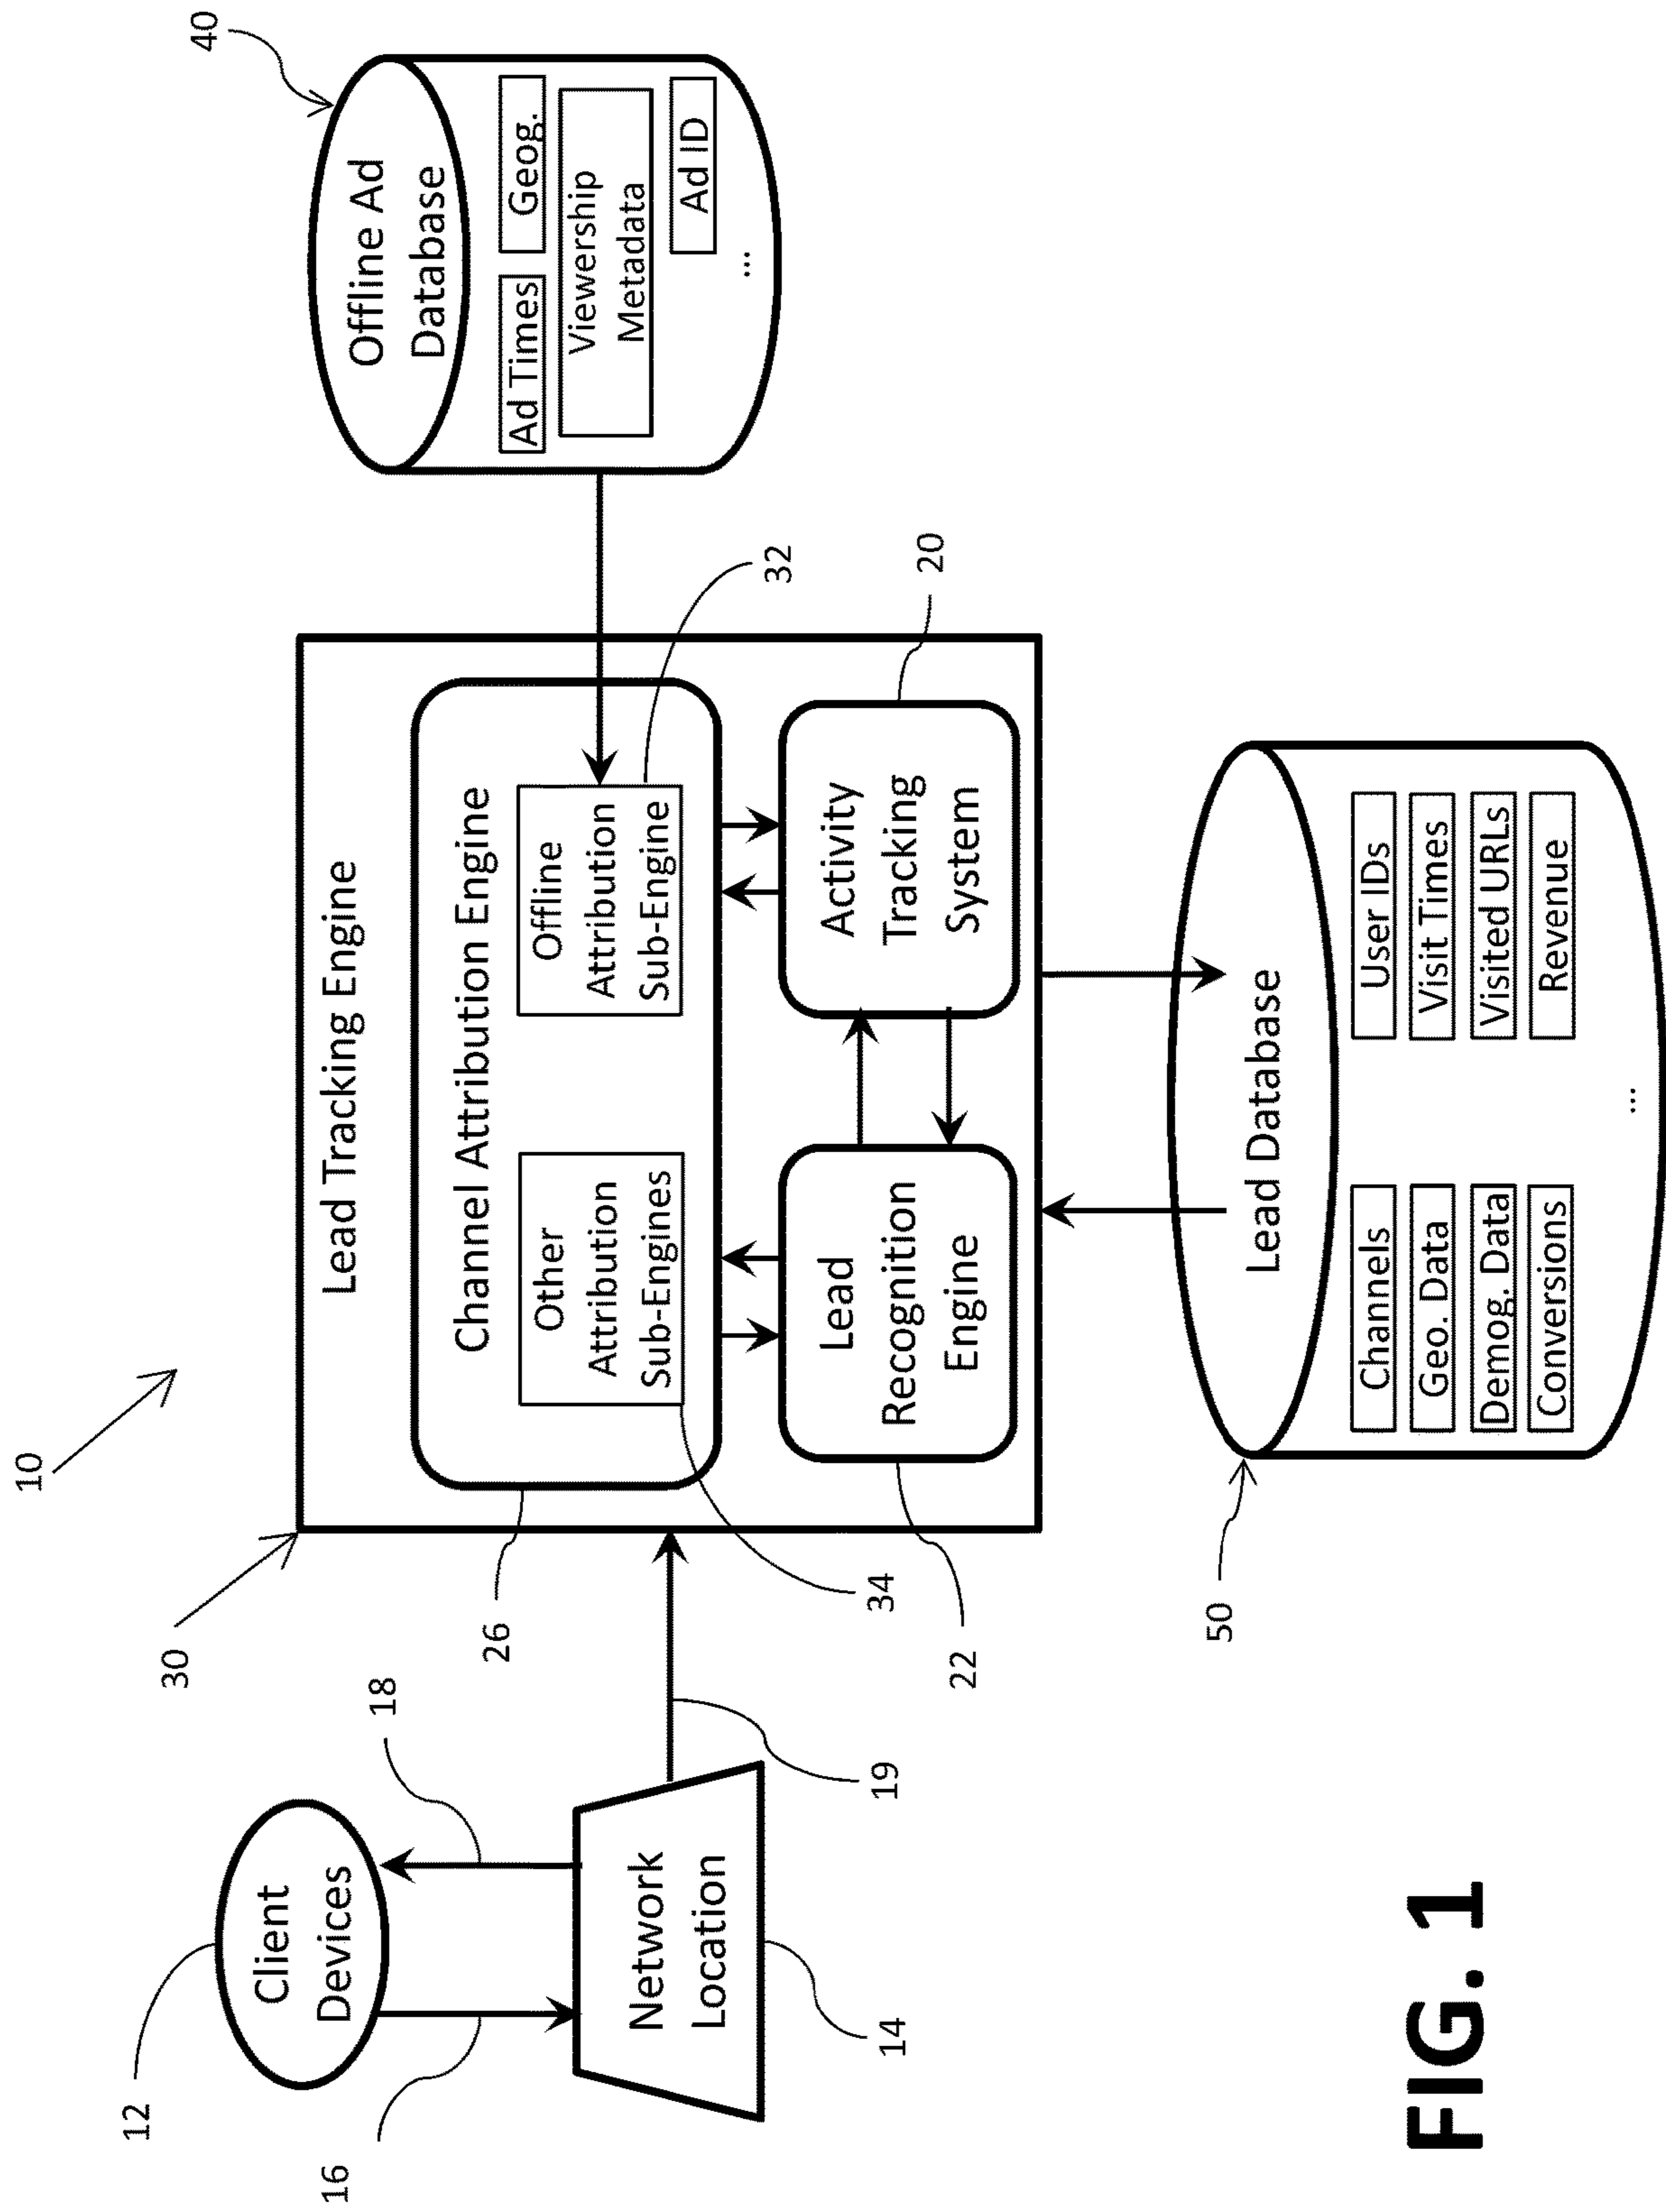 10
30
12
Client
Devices
16
18
Network
Location
14
19
Lead Tracking Engine
Channel Attribution Engine
26
Other
Attribution
Sub-Engines
34
Offline
Attribution
Sub-Engine
32
Lead
Recognition
Engine
22
Activity
Tracking
System
20
40
Offline Ad
Database
Ad Times
Geog.
Viewership
Metadata
Ad ID
...
50
Lead Database
Channels
User IDs
Geo. Data
Visit Times
Demog. Data
Visited URLs
Conversions
Revenue
...
FIG. 1